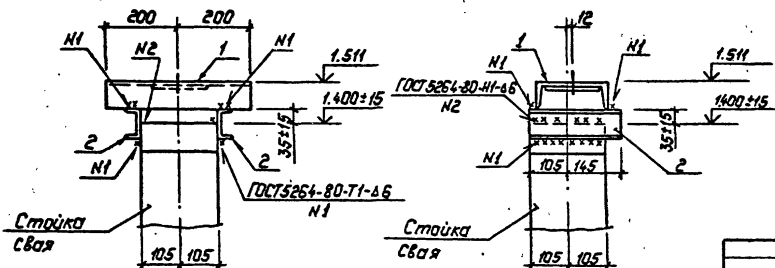 200 200
N1 N2 1 N1
1.511
1.400±15
35±15
2 2
N1
ГОСТ5264-80-Т1-Δ6
N1
Стойка
Свая
105 105
12
1 N1
N1
1.511
ГОСТ5264-80-Н1-Δ6
N2
1400±15
35±15
N1
2
105 145
Стойка
Свая
105 105